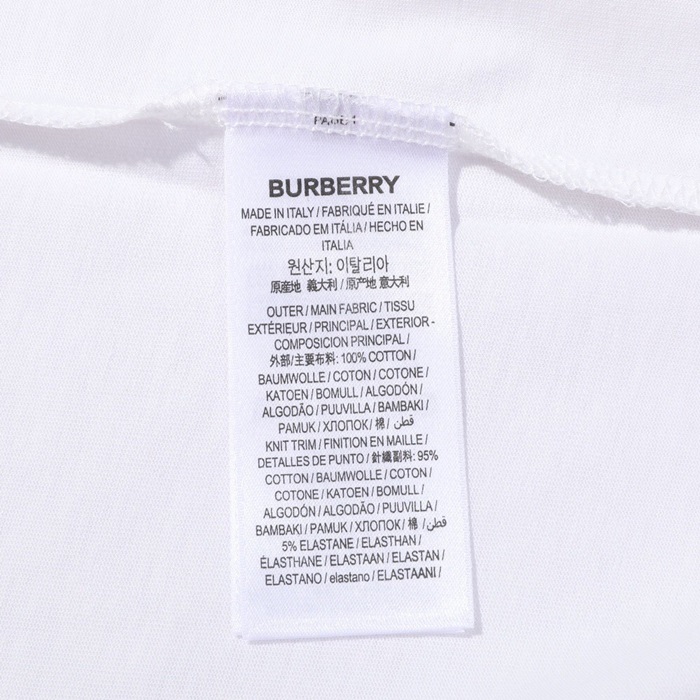 BURBERRY
MADE IN ITALY / FABRIQUÉ EN ITALIE /
FABRICADO EM ITÁLIA / HECHO EN
ITALIA
원산지: 이탈리아
原産地 義大利 / 原产地 意大利
OUTER / MAIN FABRIC / TISSU
EXTÉRIEUR / PRINCIPAL / EXTERIOR -
COMPOSICION PRINCIPAL /
外部/主要布料: 100% COTTON /
BAUMWOLLE / COTON / COTONE /
KATOEN / BOMULL / ALGODÓN /
ALGODÃO / PUUVILLA / BAMBAKI /
PAMUK / ХЛОПОК / 棉 / قطن
KNIT TRIM / FINITION EN MAILLE /
DETALLES DE PUNTO / 針織副料: 95%
COTTON / BAUMWOLLE / COTON /
COTONE / KATOEN / BOMULL /
ALGODÓN / ALGODÃO / PUUVILLA /
BAMBAKI / PAMUK / ХЛОПОК / 棉 / قطن /
5% ELASTANE / ELASTHAN /
ÉLASTHANE / ELASTAAN / ELASTAN /
ELASTANO / elastano / ELASTAANI /